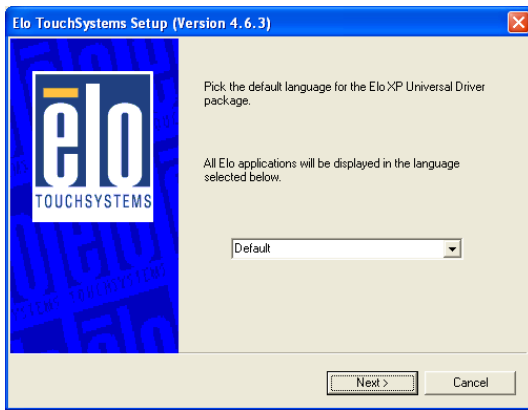 Elo TouchSystems Setup (Version 4.6.3)
Pick the default language for the Elo XP Universal Driver
package.
All Elo applications will be displayed in the language
selected below.
ēlo
TOUCHSYSTEMS
Default
Next >
Cancel